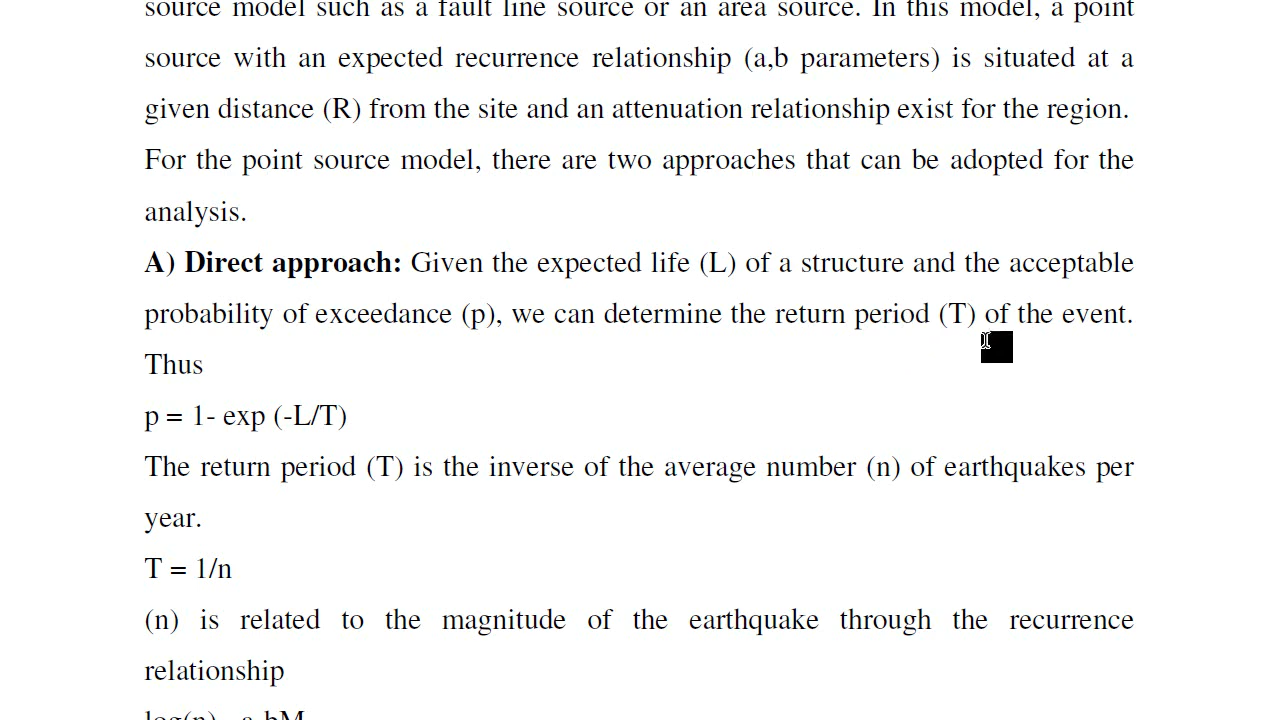 source model such as a fault line source or an area source. In this model, a point
source with an expected recurrence relationship (a,b parameters) is situated at a
given distance (R) from the site and an attenuation relationship exist for the region.
For the point source model, there are two approaches that can be adopted for the
analysis.
A) Direct approach: Given the expected life (L) of a structure and the acceptable
probability of exceedance (p), we can determine the return period (T) of the event.
Thus
p = 1- exp (-L/T)
The return period (T) is the inverse of the average number (n) of earthquakes per
year.
T = 1/n
(n) is related to the magnitude of the earthquake through the recurrence
relationship
log(n) a bM